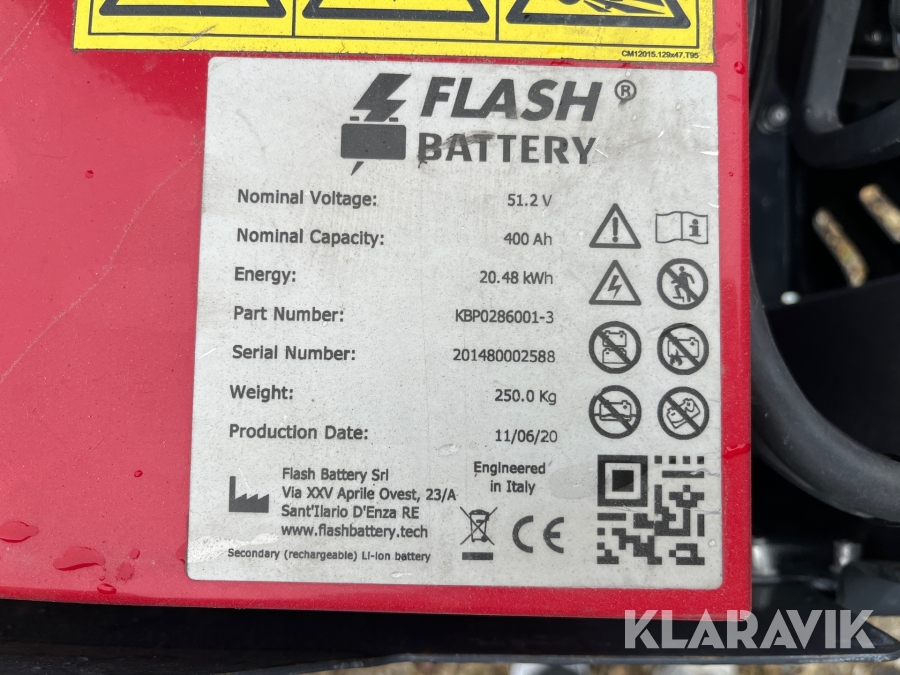 CM12015.129x47.T95
FLASH ®
BATTERY
Nominal Voltage: 51.2 V
Nominal Capacity: 400 Ah
Energy: 20.48 kWh
Part Number: KBP0286001-3
Serial Number: 201480002588
Weight: 250.0 Kg
Production Date: 11/06/20
Flash Battery Srl
Via XXV Aprile Ovest, 23/A
Sant'Ilario D'Enza RE
www.flashbattery.tech
Engineered
in Italy
CE
Secondary (rechargeable) Li-ion battery
KLARAVIK